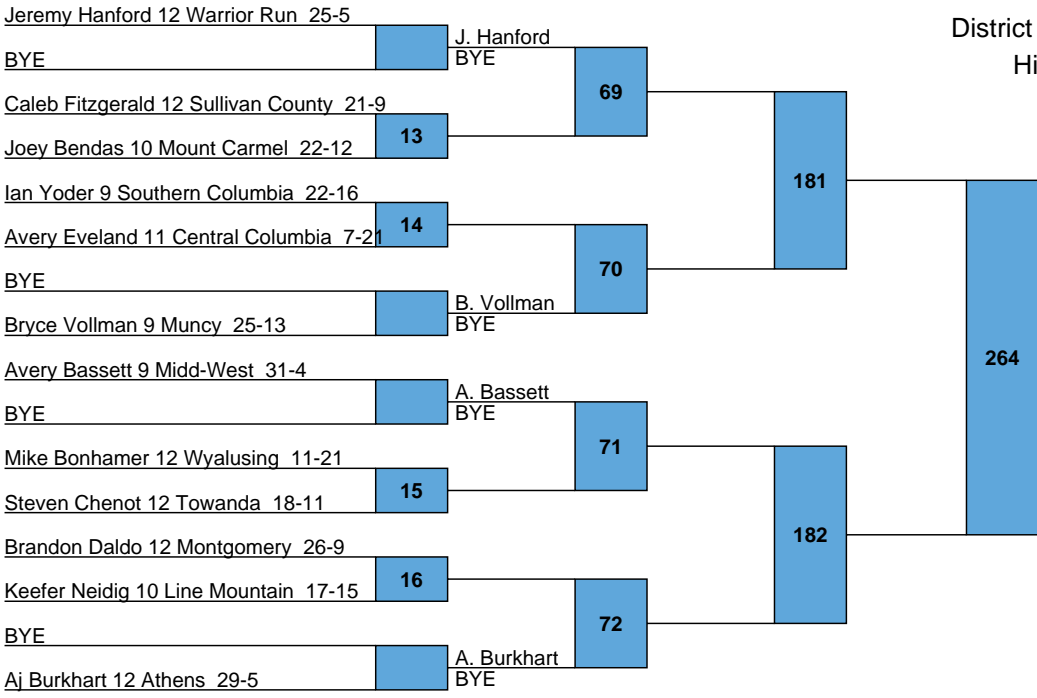 Jeremy Hanford 12 Warrior Run 25-5
BYE
Caleb Fitzgerald 12 Sullivan County 21-9
Joey Bendas 10 Mount Carmel 22-12
Ian Yoder 9 Southern Columbia 22-16
Avery Eveland 11 Central Columbia 7-21
BYE
Bryce Vollman 9 Muncy 25-13
Avery Bassett 9 Midd-West 31-4
BYE
Mike Bonhamer 12 Wyalusing 11-21
Steven Chenot 12 Towanda 18-11
Brandon Daldo 12 Montgomery 26-9
Keefer Neidig 10 Line Mountain 17-15
BYE
Aj Burkhart 12 Athens 29-5
13
14
15
16
J. Hanford
BYE
B. Vollman
BYE
A. Bassett
BYE
A. Burkhart
BYE
69
70
71
72
181
182
264
District
Hi